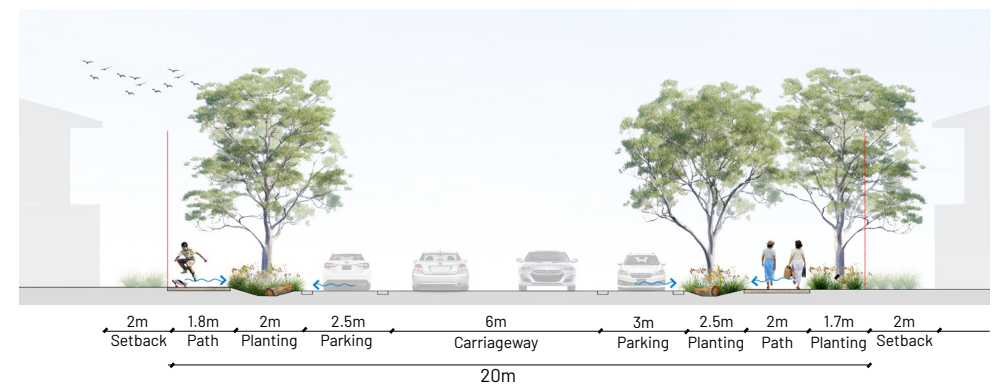 2m 1.8m 2m 2.5m 6m 3m 2.5m 2m 1.7m 2m
Setback Path Planting Parking Carriageway Parking Planting Path Planting Setback
20m